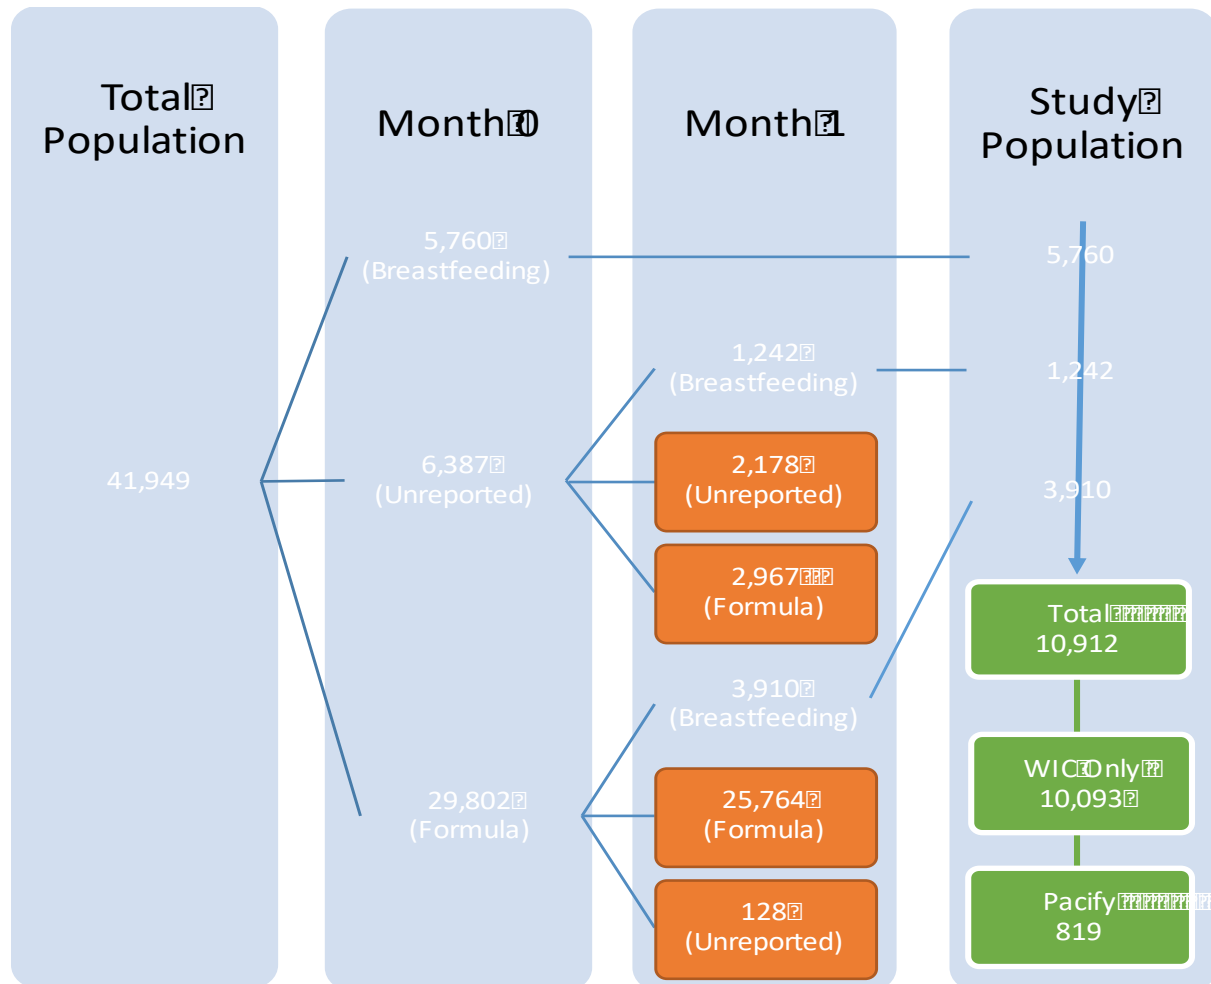 Total
Population
Month 0
Month 1
Study
Population
5,760
(Breastfeeding)
5,760
1,242
(Breastfeeding)
1,242
41,949
6,387
(Unreported)
2,178
(Unreported)
3,910
2,967
(Formula)
Total
10,912
3,910
(Breastfeeding)
WIC Only
10,093
29,802
(Formula)
25,764
(Formula)
Pacify
819
128
(Unreported)